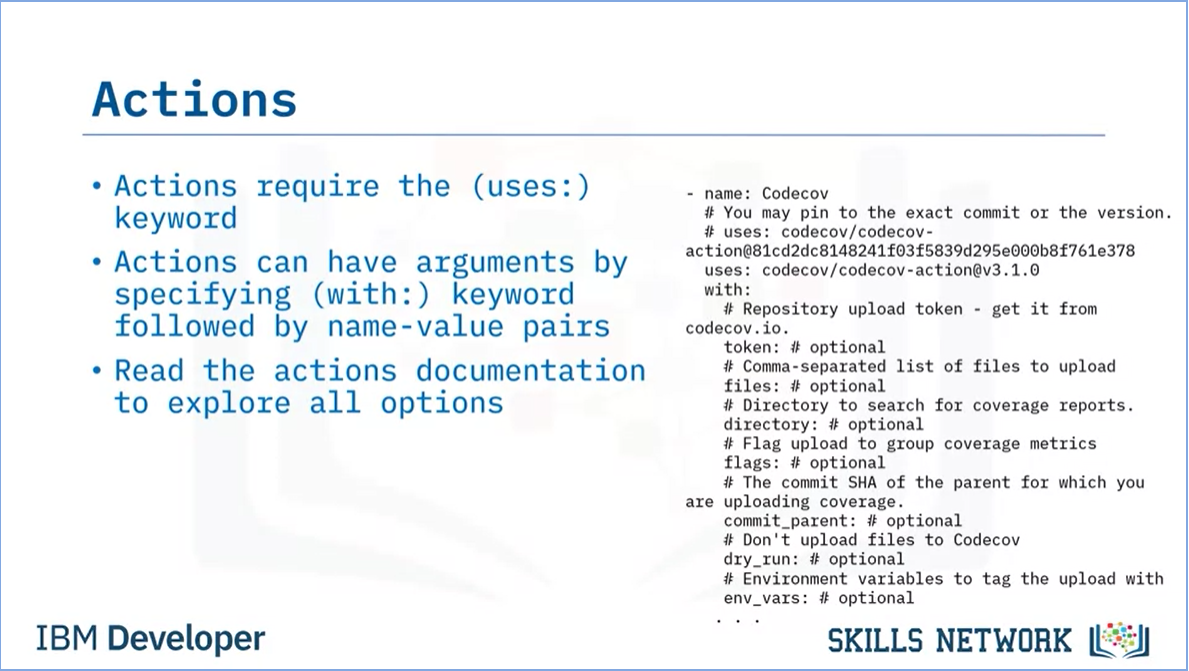 Actions
• Actions require the (uses:)
keyword
• Actions can have arguments by
specifying (with:) keyword
followed by name-value pairs
• Read the actions documentation
to explore all options
- name: Codecov
# You may pin to the exact commit or the version.
# uses: codecov/codecov-
action@81cd2dc8148241f03f5839d295e000b8f761e378
uses: codecov/codecov-action@v3.1.0
with:
# Repository upload token - get it from
codecov.io.
token: # optional
# Comma-separated list of files to upload
files: # optional
# Directory to search for coverage reports.
directory: # optional
# Flag upload to group coverage metrics
flags: # optional
# The commit SHA of the parent for which you
are uploading coverage.
commit_parent: # optional
# Don't upload files to Codecov
dry_run: # optional
# Environment variables to tag the upload with
env_vars: # optional
. . .
IBM Developer
SKILLS NETWORK